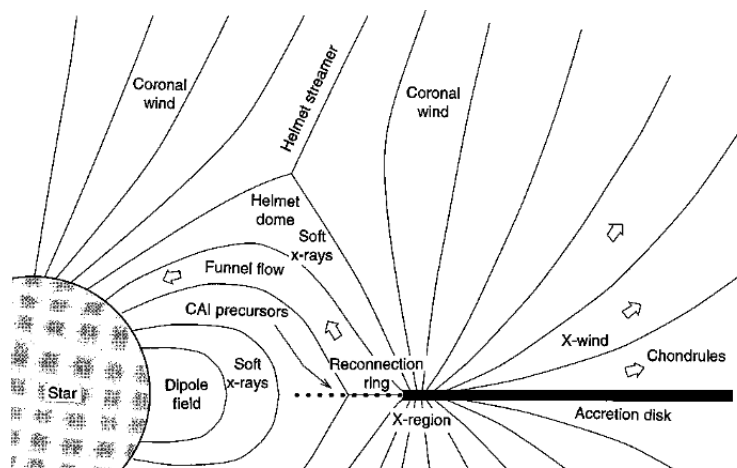 Coronal
wind
Helmet streamer
Coronal
wind
Helmet
dome
Soft
x-rays
Funnel flow
CAI precursors
X-wind
Chondrules
Reconnection
ring
Soft
x-rays
Dipole
field
Star
X-region
Accretion disk